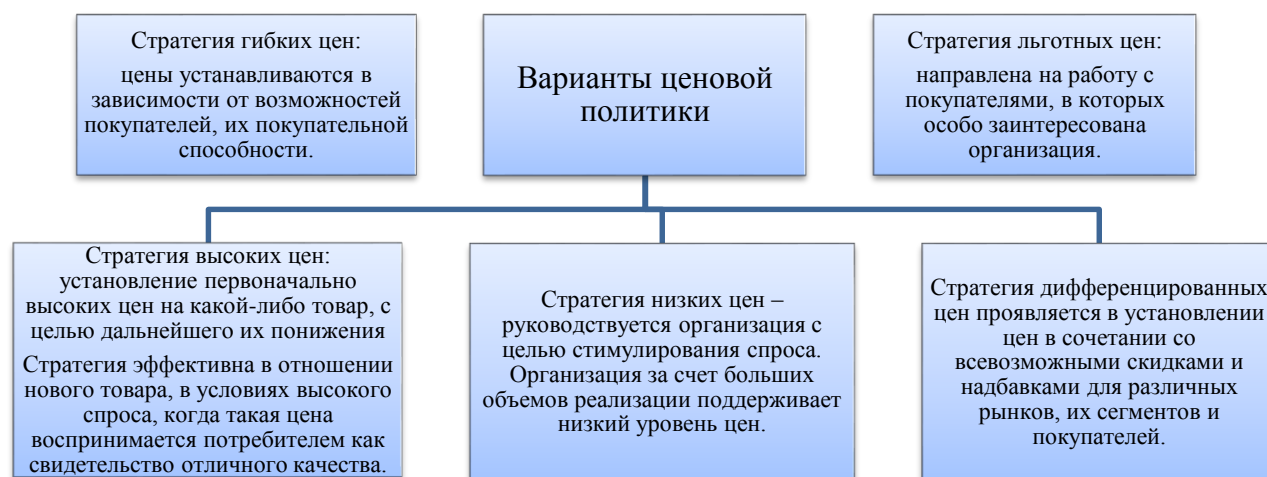 Стратегия гибких цен:
цены устанавливаются в
зависимости от возможностей
покупателей, их покупательной
способности.
Варианты ценовой
политики
Стратегия льготных цен:
направлена на работу с
покупателями, в которых
особо заинтересована
организация.
Стратегия высоких цен:
установление первоначально
высоких цен на какой-либо товар, с
целью дальнейшего их понижения
Стратегия эффективна в отношении
нового товара, в условиях высокого
спроса, когда такая цена
воспринимается потребителем как
свидетельство отличного качества.
Стратегия низких цен –
руководствуется организация с
целью стимулирования спроса.
Организация за счет больших
объемов реализации поддерживает
низкий уровень цен.
Стратегия дифференцированных
цен проявляется в установлении
цен в сочетании со
всевозможными скидками и
надбавками для различных
рынков, их сегментов и
покупателей.